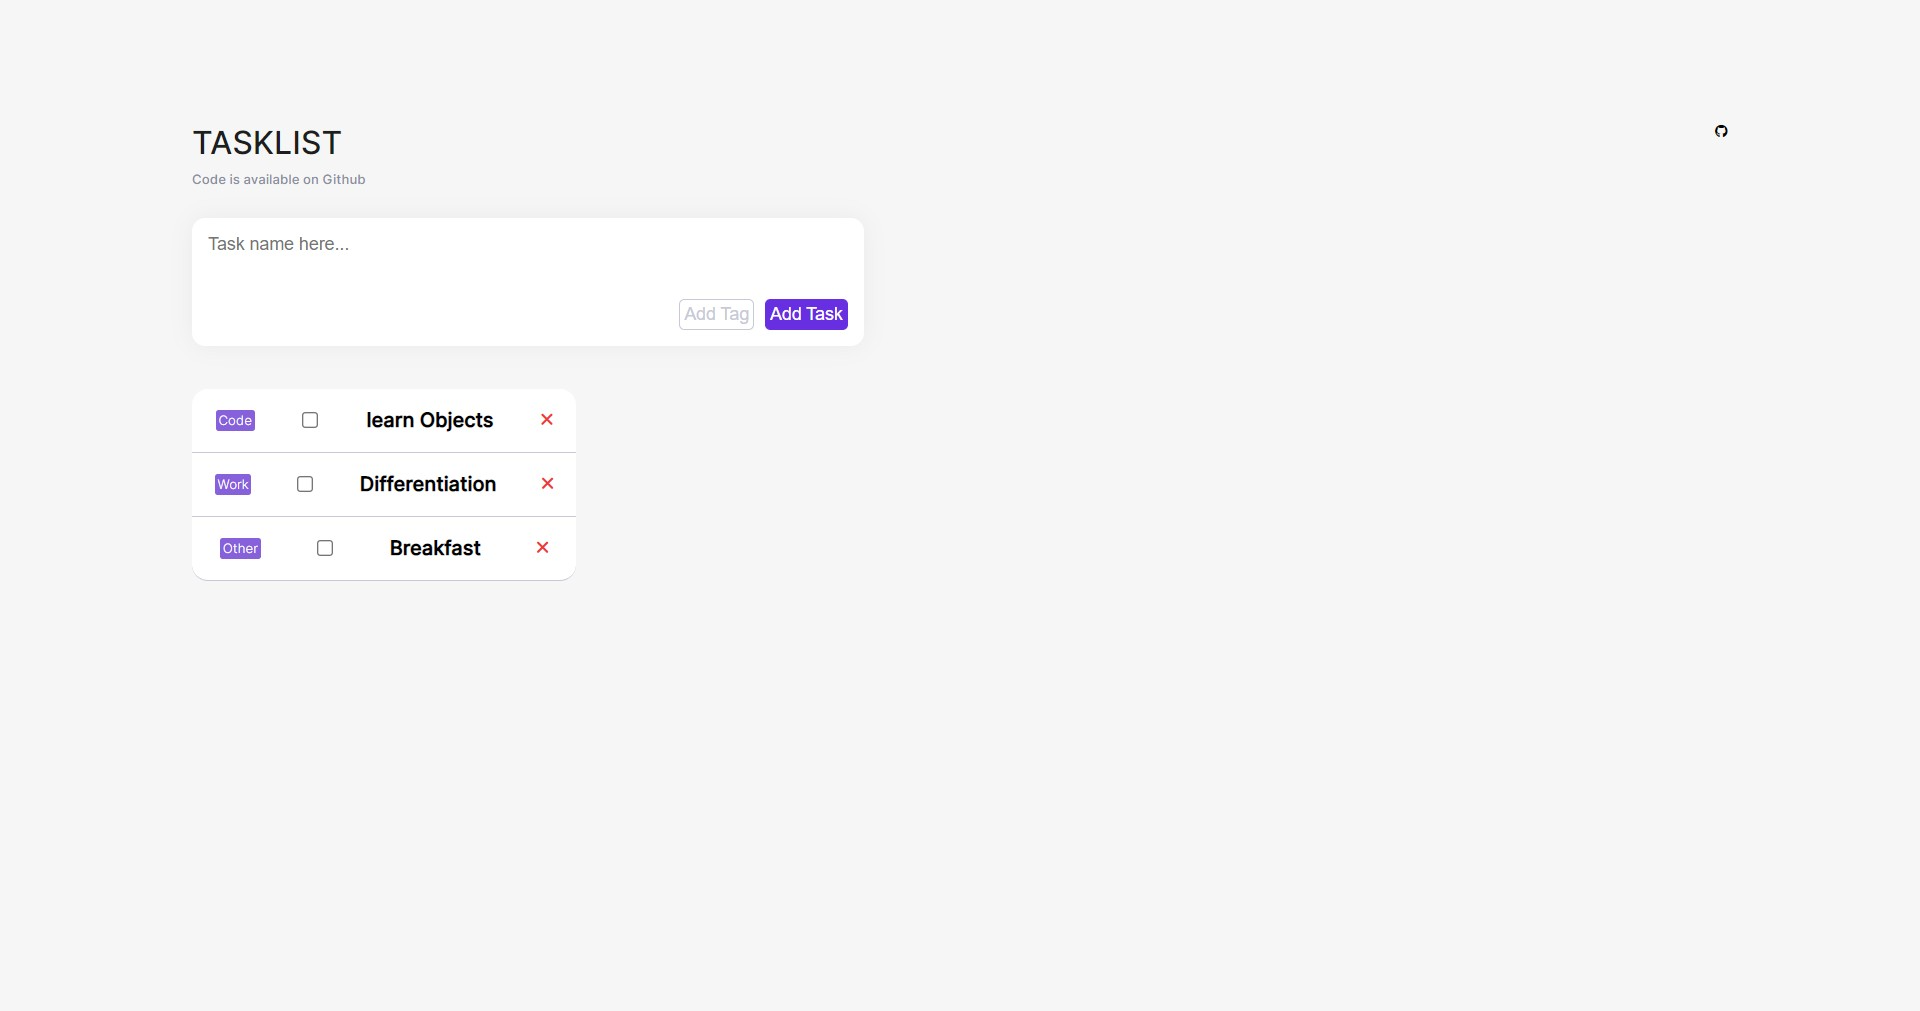 TASKLIST
Code is available on Github
Task name here...
Add Tag Add Task
Code learn Objects
Work Differentiation
Other Breakfast